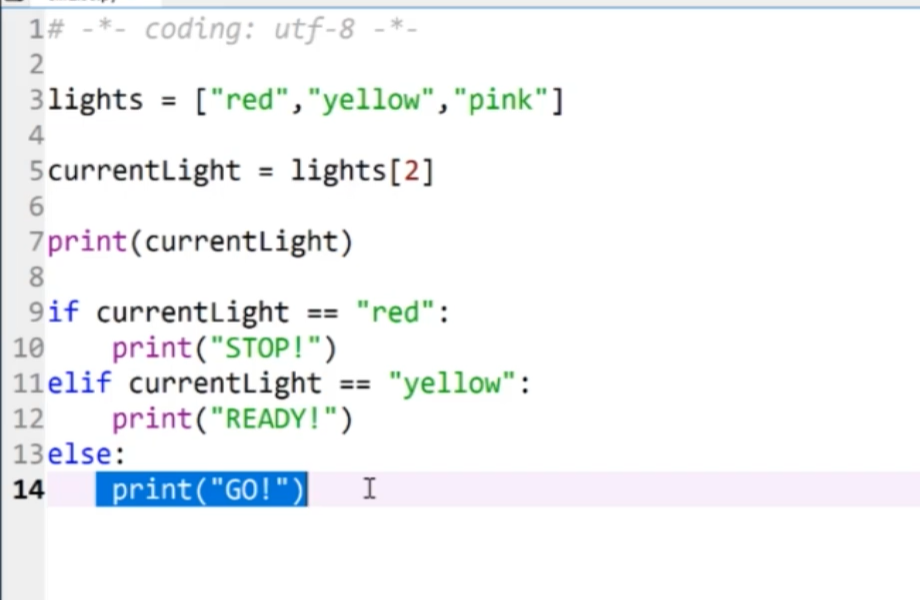 1# -*- coding: utf-8 -*-
2
3lights = ["red","yellow","pink"]
4
5currentLight = lights[2]
6
7print(currentLight)
8
9if currentLight == "red":
10    print("STOP!")
11elif currentLight == "yellow":
12    print("READY!")
13else:
14    print("GO!")